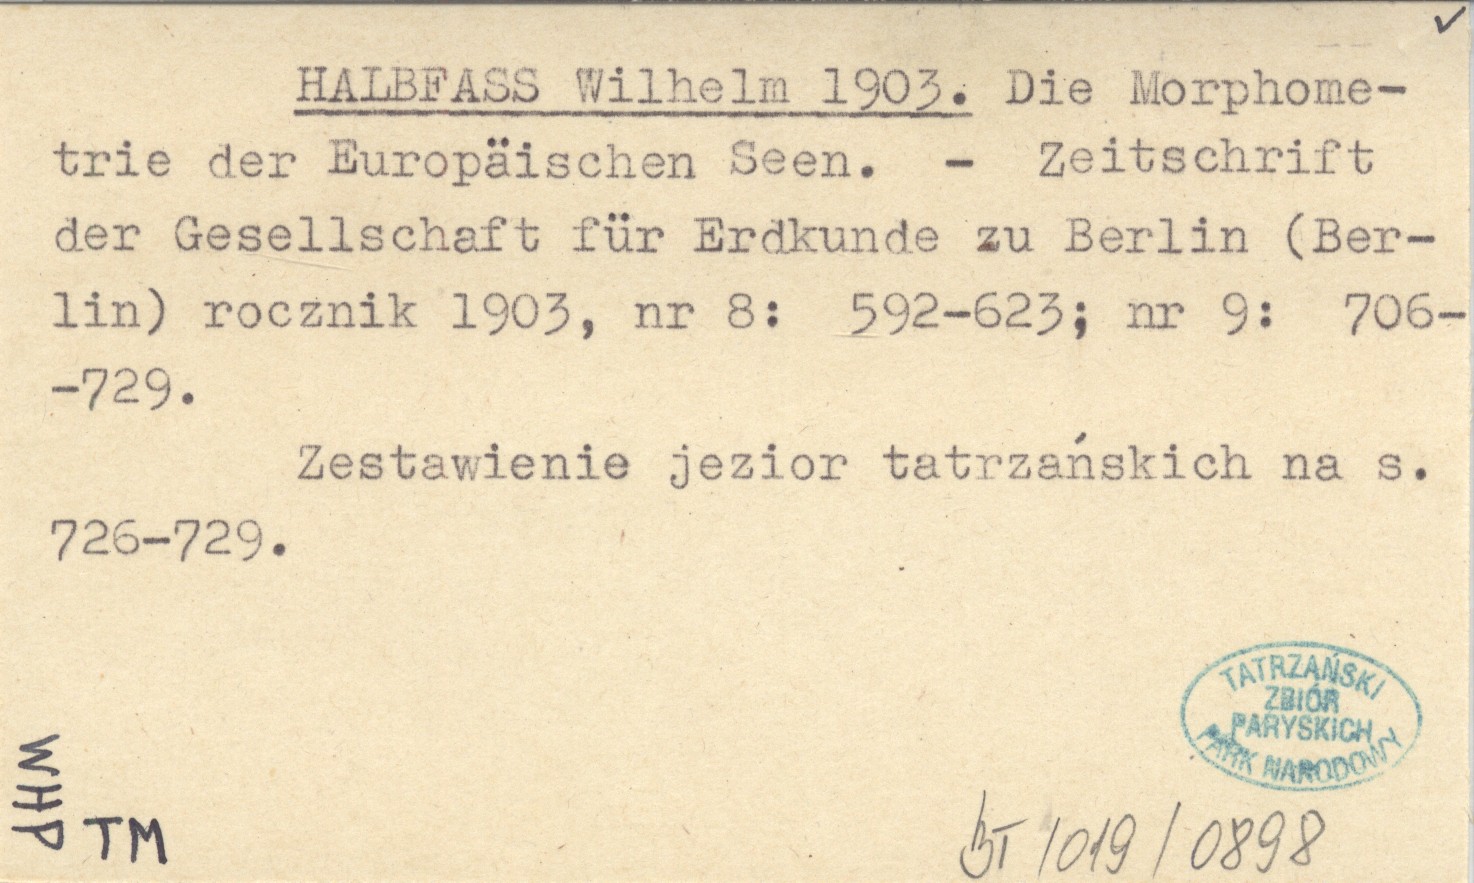 ✓
HALBFASS Wilhelm 1903. Die Morphome-
trie der Europäischen Seen. - Zeitschrift
der Gesellschaft für Erdkunde zu Berlin (Ber-
lin) rocznik 1903, nr 8: 592-623; nr 9: 706-
-729.
Zestawienie jezior tatrzańskich na s.
726-729.
TATRZAŃSKI
ZBIÓR
PARYSKICH
PARK NARODOWY
WHP
TM
BT /019 / 0898